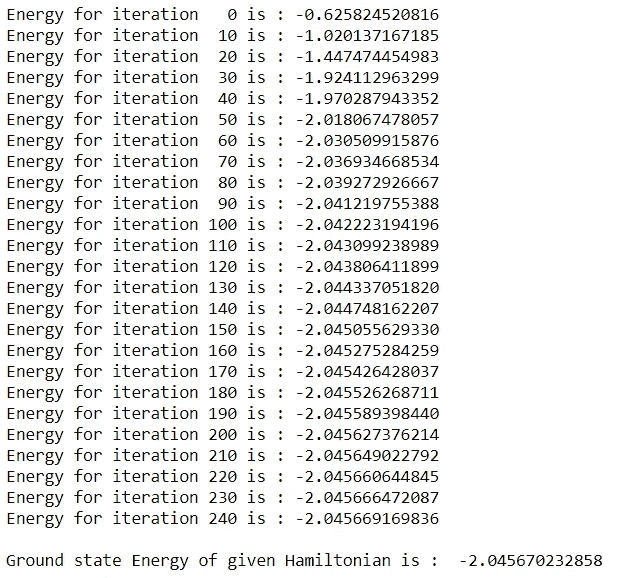 Energy for iteration   0 is : -0.625824520816
Energy for iteration  10 is : -1.020137167185
Energy for iteration  20 is : -1.447474454983
Energy for iteration  30 is : -1.924112963299
Energy for iteration  40 is : -1.970287943352
Energy for iteration  50 is : -2.018067478057
Energy for iteration  60 is : -2.030509915876
Energy for iteration  70 is : -2.036934668534
Energy for iteration  80 is : -2.039272926667
Energy for iteration  90 is : -2.041219755388
Energy for iteration 100 is : -2.042223194196
Energy for iteration 110 is : -2.043099238989
Energy for iteration 120 is : -2.043806411899
Energy for iteration 130 is : -2.044337051820
Energy for iteration 140 is : -2.044748162207
Energy for iteration 150 is : -2.045055629330
Energy for iteration 160 is : -2.045275284259
Energy for iteration 170 is : -2.045426428037
Energy for iteration 180 is : -2.045526268711
Energy for iteration 190 is : -2.045589398440
Energy for iteration 200 is : -2.045627376214
Energy for iteration 210 is : -2.045649022792
Energy for iteration 220 is : -2.045660644845
Energy for iteration 230 is : -2.045666472087
Energy for iteration 240 is : -2.045669169836
Ground state Energy of given Hamiltonian is :  -2.045670232858